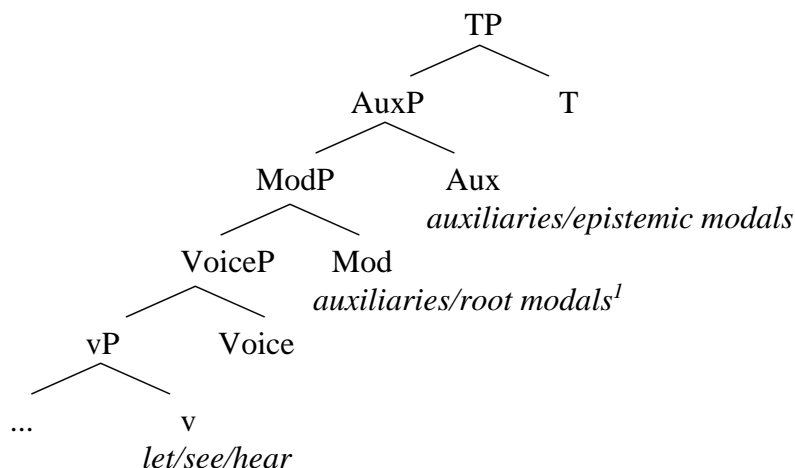 TP
AuxP T
ModP Aux
auxiliaries/epistemic modals
VoiceP Mod
auxiliaries/root modals¹
vP Voice
... v
let/see/hear